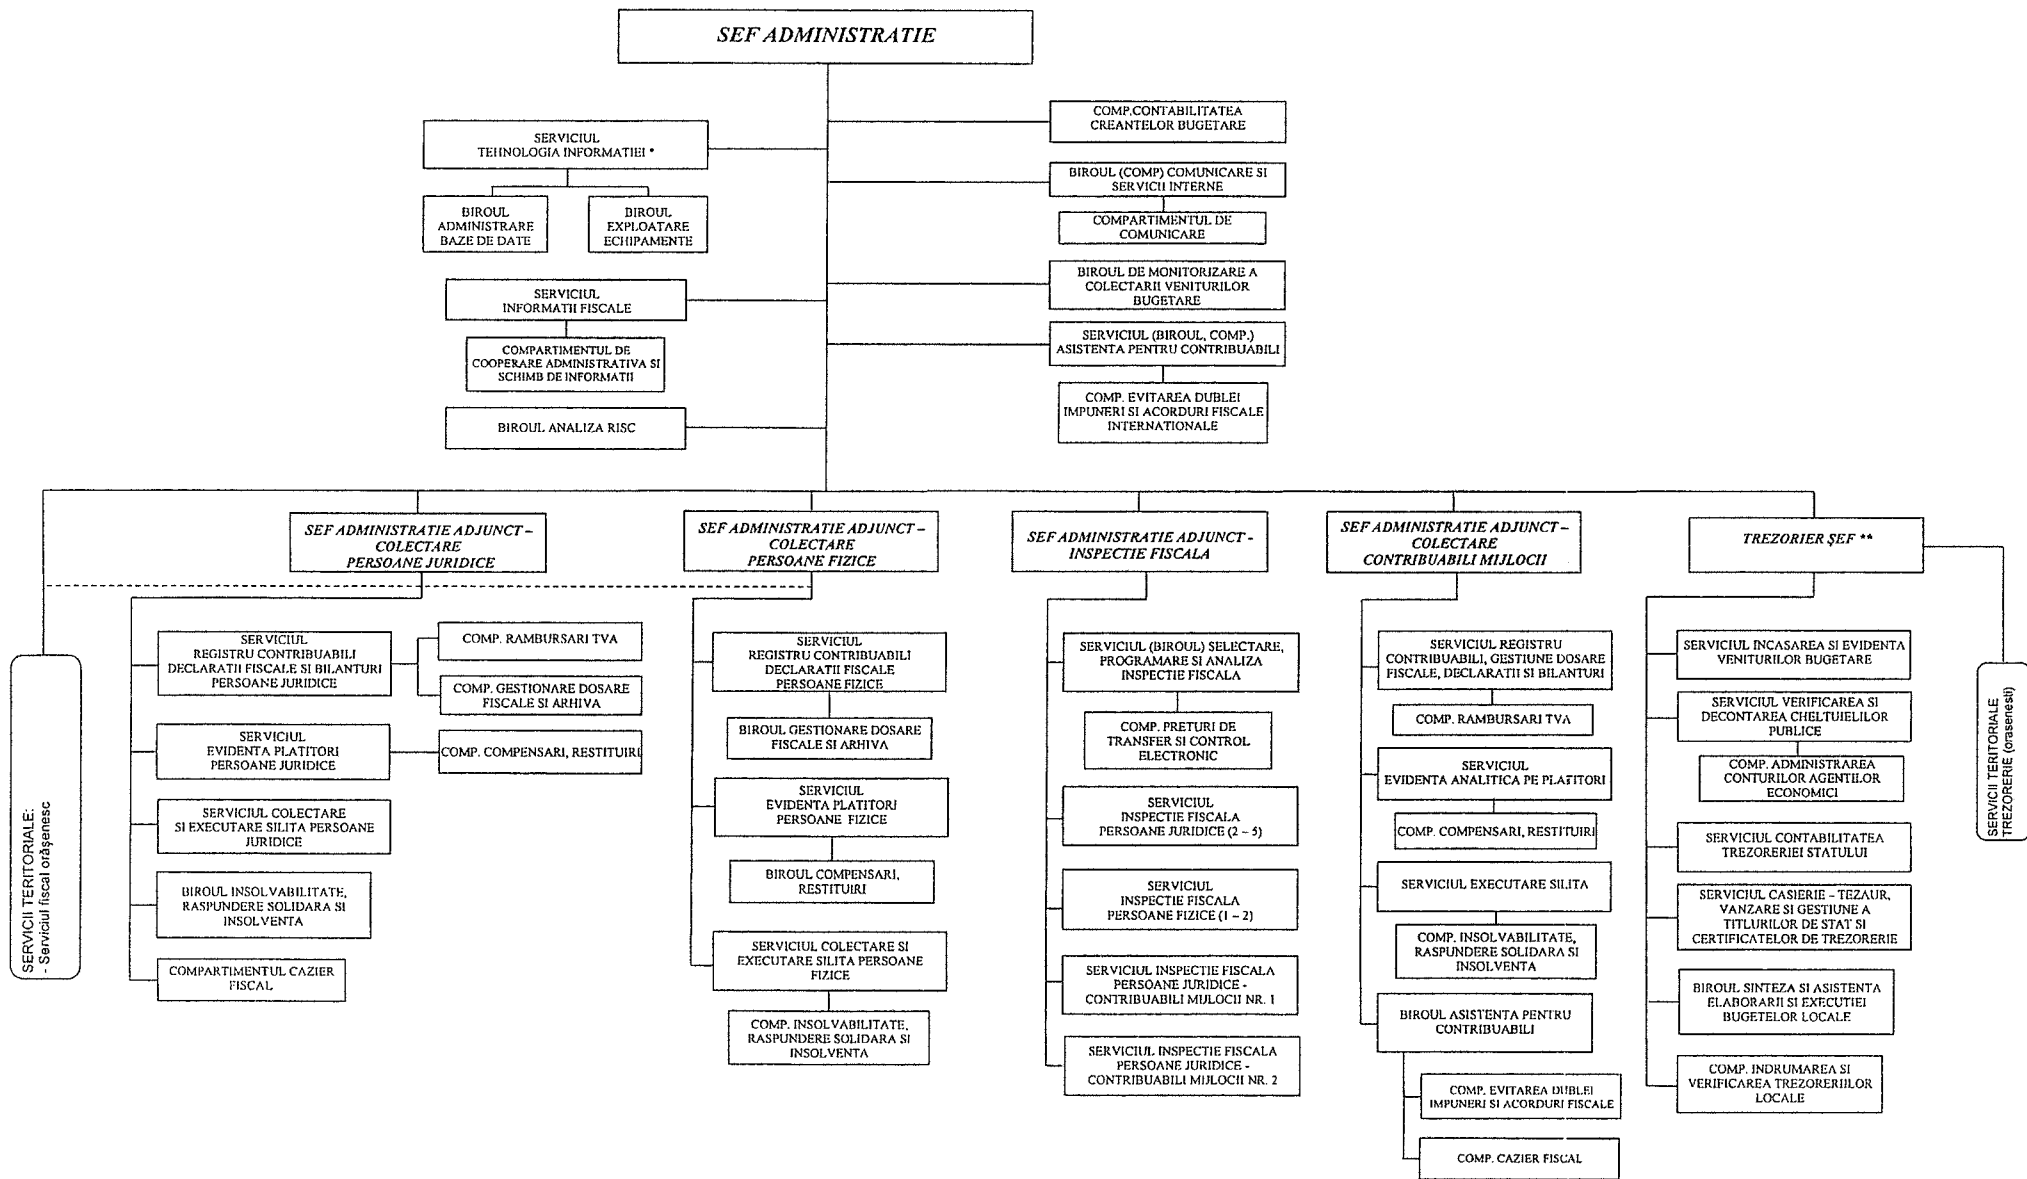 SEF ADMINISTRATIE
SERVICIUL
TEHNOLOGIA INFORMATIEI *
BIROUL
ADMINISTRARE
BAZE DE DATE
BIROUL
EXPLOATARE
ECHIPAMENTE
SERVICIUL
INFORMATII FISCALE
COMPARTIMENTUL DE
COOPERARE ADMINISTRATIVA SI
SCHIMB DE INFORMATII
BIROUL ANALIZA RISC
COMP.CONTABILITATEA
CREANTELOR BUGETARE
BIROUL (COMP) COMUNICARE SI
SERVICII INTERNE
COMPARTIMENTUL DE
COMUNICARE
BIROUL DE MONITORIZARE A
COLECTARII VENITURILOR
BUGETARE
SERVICIUL (BIROUL, COMP.)
ASISTENTA PENTRU CONTRIBUABILI
COMP. EVITAREA DUBLEI
IMPUNERI SI ACORDURI FISCALE
INTERNATIONALE
SERVICII TERITORIALE:
- Serviciul fiscal orăşenesc
SEF ADMINISTRATIE ADJUNCT –
COLECTARE
PERSOANE JURIDICE
SERVICIUL
REGISTRU CONTRIBUABILI
DECLARATII FISCALE SI BILANTURI
PERSOANE JURIDICE
COMP. RAMBURSARI TVA
COMP. GESTIONARE DOSARE
FISCALE SI ARHIVA
SERVICIUL
EVIDENTA PLATITORI
PERSOANE JURIDICE
COMP. COMPENSARI, RESTITUIRI
SERVICIUL COLECTARE
SI EXECUTARE SILITA PERSOANE
JURIDICE
BIROUL INSOLVABILITATE,
RASPUNDERE SOLIDARA SI
INSOLVENTA
COMPARTIMENTUL CAZIER
FISCAL
SEF ADMINISTRATIE ADJUNCT –
COLECTARE
PERSOANE FIZICE
SERVICIUL
REGISTRU CONTRIBUABILI
DECLARATII FISCALE
PERSOANE FIZICE
BIROUL GESTIONARE DOSARE
FISCALE SI ARHIVA
SERVICIUL
EVIDENTA PLATITORI
PERSOANE FIZICE
BIROUL COMPENSARI,
RESTITUIRI
SERVICIUL COLECTARE SI
EXECUTARE SILITA PERSOANE
FIZICE
COMP. INSOLVABILITATE,
RASPUNDERE SOLIDARA SI
INSOLVENTA
SEF ADMINISTRATIE ADJUNCT -
INSPECTIE FISCALA
SERVICIUL (BIROUL) SELECTARE,
PROGRAMARE SI ANALIZA
INSPECTIE FISCALA
COMP. PRETURI DE
TRANSFER SI CONTROL
ELECTRONIC
SERVICIUL
INSPECTIE FISCALA
PERSOANE JURIDICE (2 – 5)
SERVICIUL
INSPECTIE FISCALA
PERSOANE FIZICE (1 – 2)
SERVICIUL INSPECTIE FISCALA
PERSOANE JURIDICE -
CONTRIBUABILI MIJLOCII NR. 1
SERVICIUL INSPECTIE FISCALA
PERSOANE JURIDICE -
CONTRIBUABILI MIJLOCII NR. 2
SEF ADMINISTRATIE ADJUNCT –
COLECTARE
CONTRIBUABILI MIJLOCII
SERVICIUL REGISTRU
CONTRIBUABILI, GESTIUNE DOSARE
FISCALE, DECLARATII SI BILANTURI
COMP. RAMBURSARI TVA
SERVICIUL
EVIDENTA ANALITICA PE PLATITORI
COMP. COMPENSARI, RESTITUIRI
SERVICIUL EXECUTARE SILITA
COMP. INSOLVABILITATE,
RASPUNDERE SOLIDARA SI
INSOLVENTA
BIROUL ASISTENTA PENTRU
CONTRIBUABILI
COMP. EVITAREA DUBLEI
IMPUNERI SI ACORDURI FISCALE
COMP. CAZIER FISCAL
TREZORIER ŞEF **
SERVICIUL INCASAREA SI EVIDENTA
VENITURILOR BUGETARE
SERVICIUL VERIFICAREA SI
DECONTAREA CHELTUIELILOR
PUBLICE
COMP. ADMINISTRAREA
CONTURILOR AGENTILOR
ECONOMICI
SERVICIUL CONTABILITATEA
TREZORERIEI STATULUI
SERVICIUL CASIERIE – TEZAUR,
VANZARE SI GESTIUNE A
TITLURILOR DE STAT SI
CERTIFICATELOR DE TREZORERIE
BIROUL SINTEZA SI ASISTENTA
ELABORARII SI EXECUTIEI
BUGETELOR LOCALE
COMP. INDRUMAREA SI
VERIFICAREA TREZORERIILOR
LOCALE
SERVICII TERITORIALE
TREZORERIE (orasenesti)